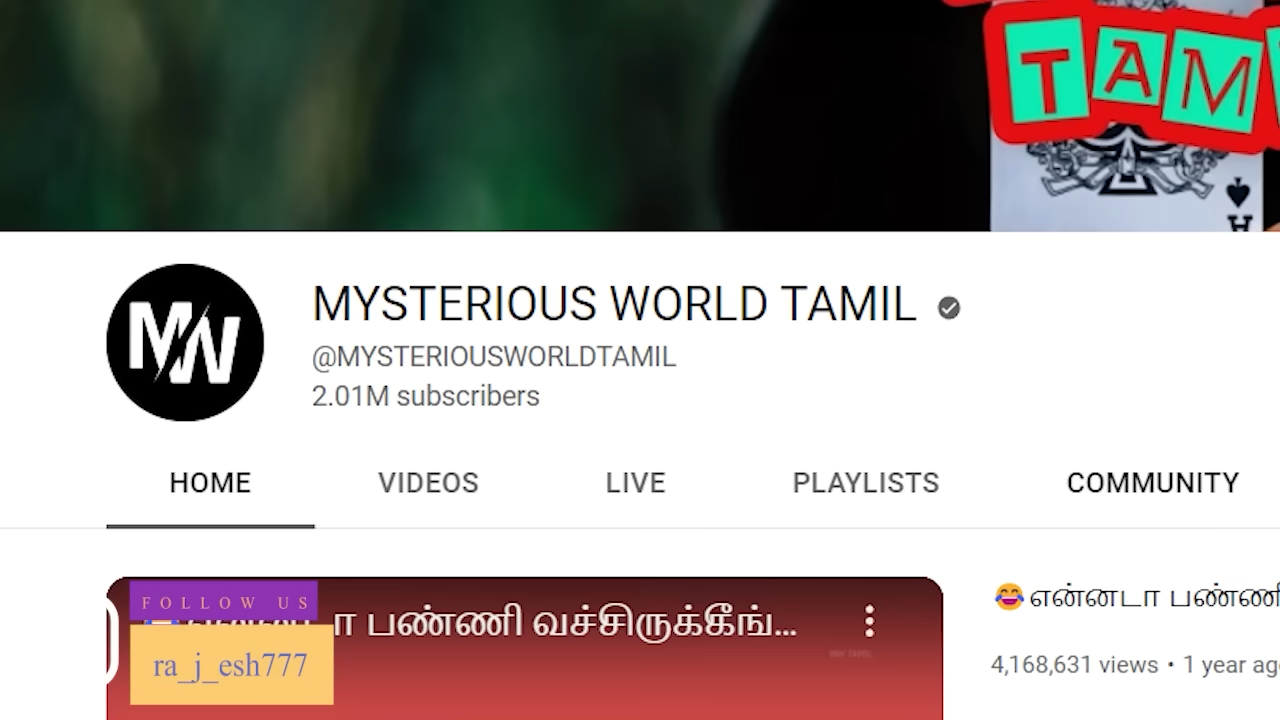 TAM
A
MW
MYSTERIOUS WORLD TAMIL
@MYSTERIOUSWORLDTAMIL
2.01M subscribers
HOME VIDEOS LIVE PLAYLISTS COMMUNITY
FOLLOW US
பண்ணி வச்சிருக்கீங்...
ra_j_esh777
😂 என்னடா பண்ணி
4,168,631 views • 1 year ag